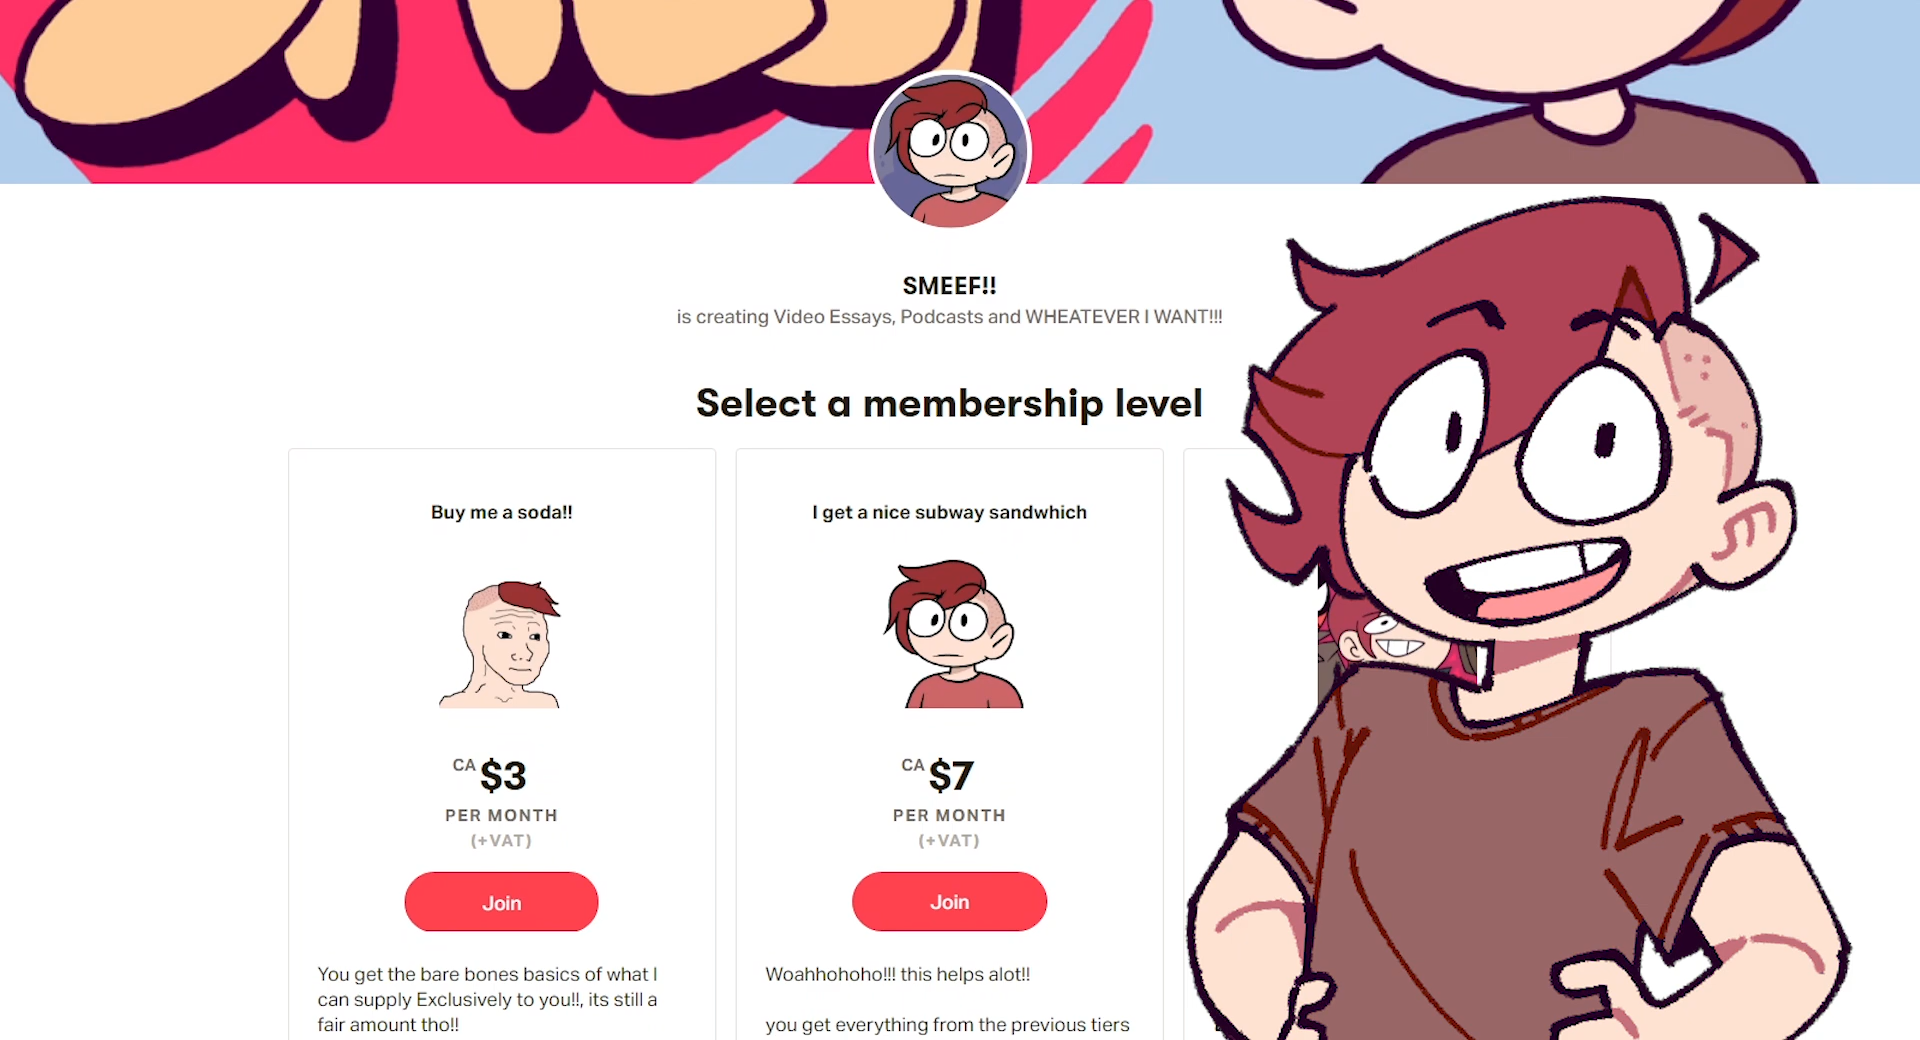 SMEEF!!
is creating Video Essays, Podcasts and WHEATEVER I WANT!!!
Select a membership level
Buy me a soda!!
CA $3
PER MONTH
(+VAT)
Join
You get the bare bones basics of what I
can supply Exclusively to you!!, its still a
fair amount tho!!
I get a nice subway sandwhich
CA $7
PER MONTH
(+VAT)
Join
Woahhohoho!!! this helps alot!!
you get everything from the previous tiers